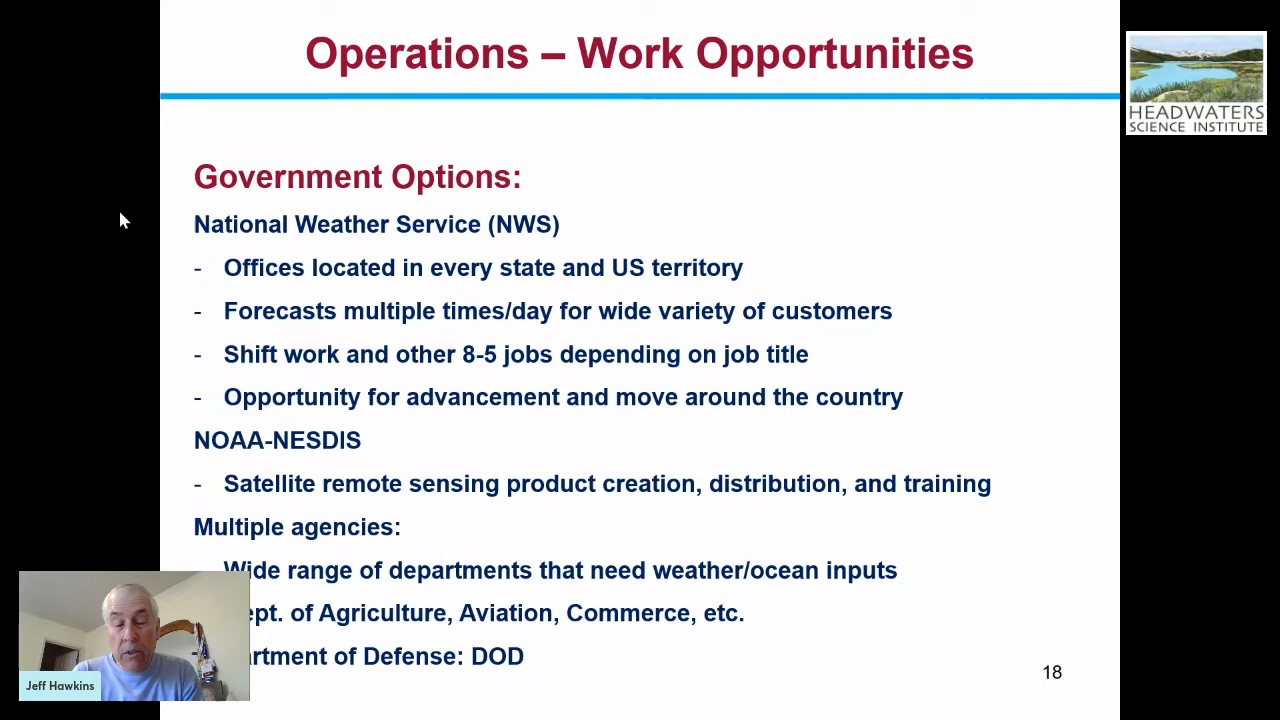 Operations – Work Opportunities
HEADWATERS
SCIENCE INSTITUTE
Government Options:
National Weather Service (NWS)
- Offices located in every state and US territory
- Forecasts multiple times/day for wide variety of customers
- Shift work and other 8-5 jobs depending on job title
- Opportunity for advancement and move around the country
NOAA-NESDIS
- Satellite remote sensing product creation, distribution, and training
Multiple agencies:
Wide range of departments that need weather/ocean inputs
of Agriculture, Aviation, Commerce, etc.
of Defense: DOD
18
Jeff Hawkins